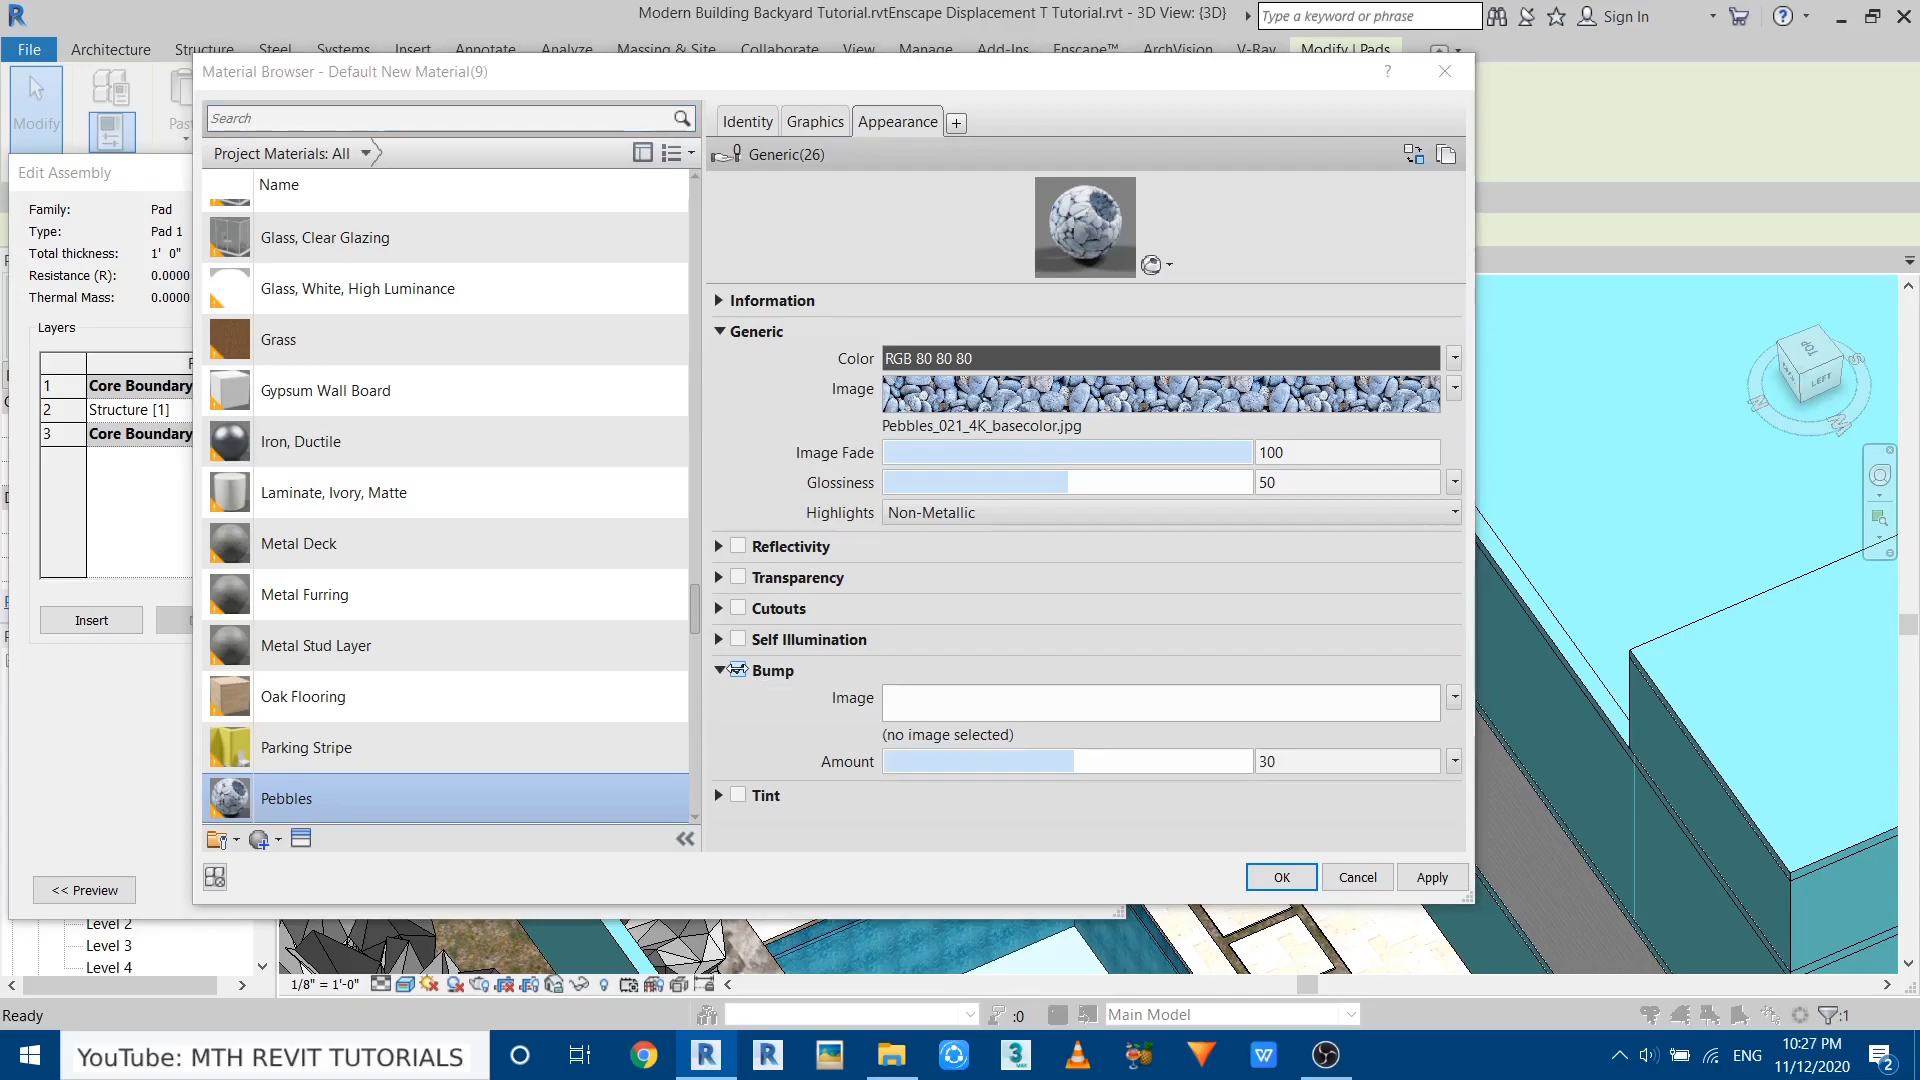 Modern Building Backyard Tutorial.rvtEnscape Displacement T Tutorial.rvt - 3D View: {3D}
Type a keyword or phrase
Sign In
File
Architecture
Structure
Steel
Systems
Insert
Annotate
Analyze
Massing & Site
Collaborate
View
Manage
Add-Ins
Enscape™
ArchVision
V-Ray
Modify | Pads
Modify
Material Browser - Default New Material(9)
?
Search
Project Materials: All
Name
Glass, Clear Glazing
Glass, White, High Luminance
Grass
Gypsum Wall Board
Iron, Ductile
Laminate, Ivory, Matte
Metal Deck
Metal Furring
Metal Stud Layer
Oak Flooring
Parking Stripe
Pebbles
Identity
Graphics
Appearance
+
Generic(26)
Information
Generic
Color
RGB 80 80 80
Image
Pebbles_021_4K_basecolor.jpg
Image Fade
100
Glossiness
50
Highlights
Non-Metallic
Reflectivity
Transparency
Cutouts
Self Illumination
Bump
Image
(no image selected)
Amount
30
Tint
OK
Cancel
Apply
Edit Assembly
Family:
Pad
Type:
Pad 1
Total thickness:
1' 0"
Resistance (R):
0.0000
Thermal Mass:
0.0000
Layers
1
Core Boundary
2
Structure [1]
3
Core Boundary
Insert
<< Preview
Level 2
Level 3
Level 4
TOP
LEFT
1/8" = 1'-0"
Ready
:0
Main Model
:1
YouTube: MTH REVIT TUTORIALS
ENG
10:27 PM
11/12/2020
2